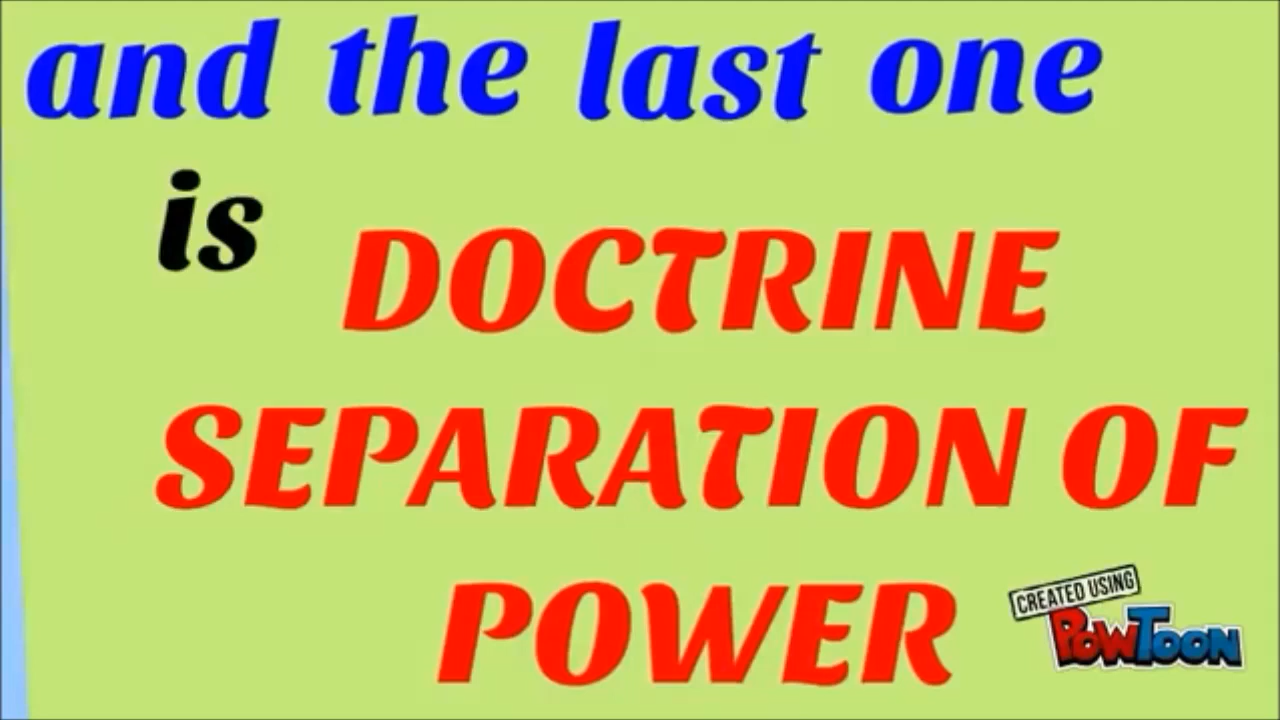 and the last one
is DOCTRINE
SEPARATION OF
POWER
CREATED USING
POWTOON